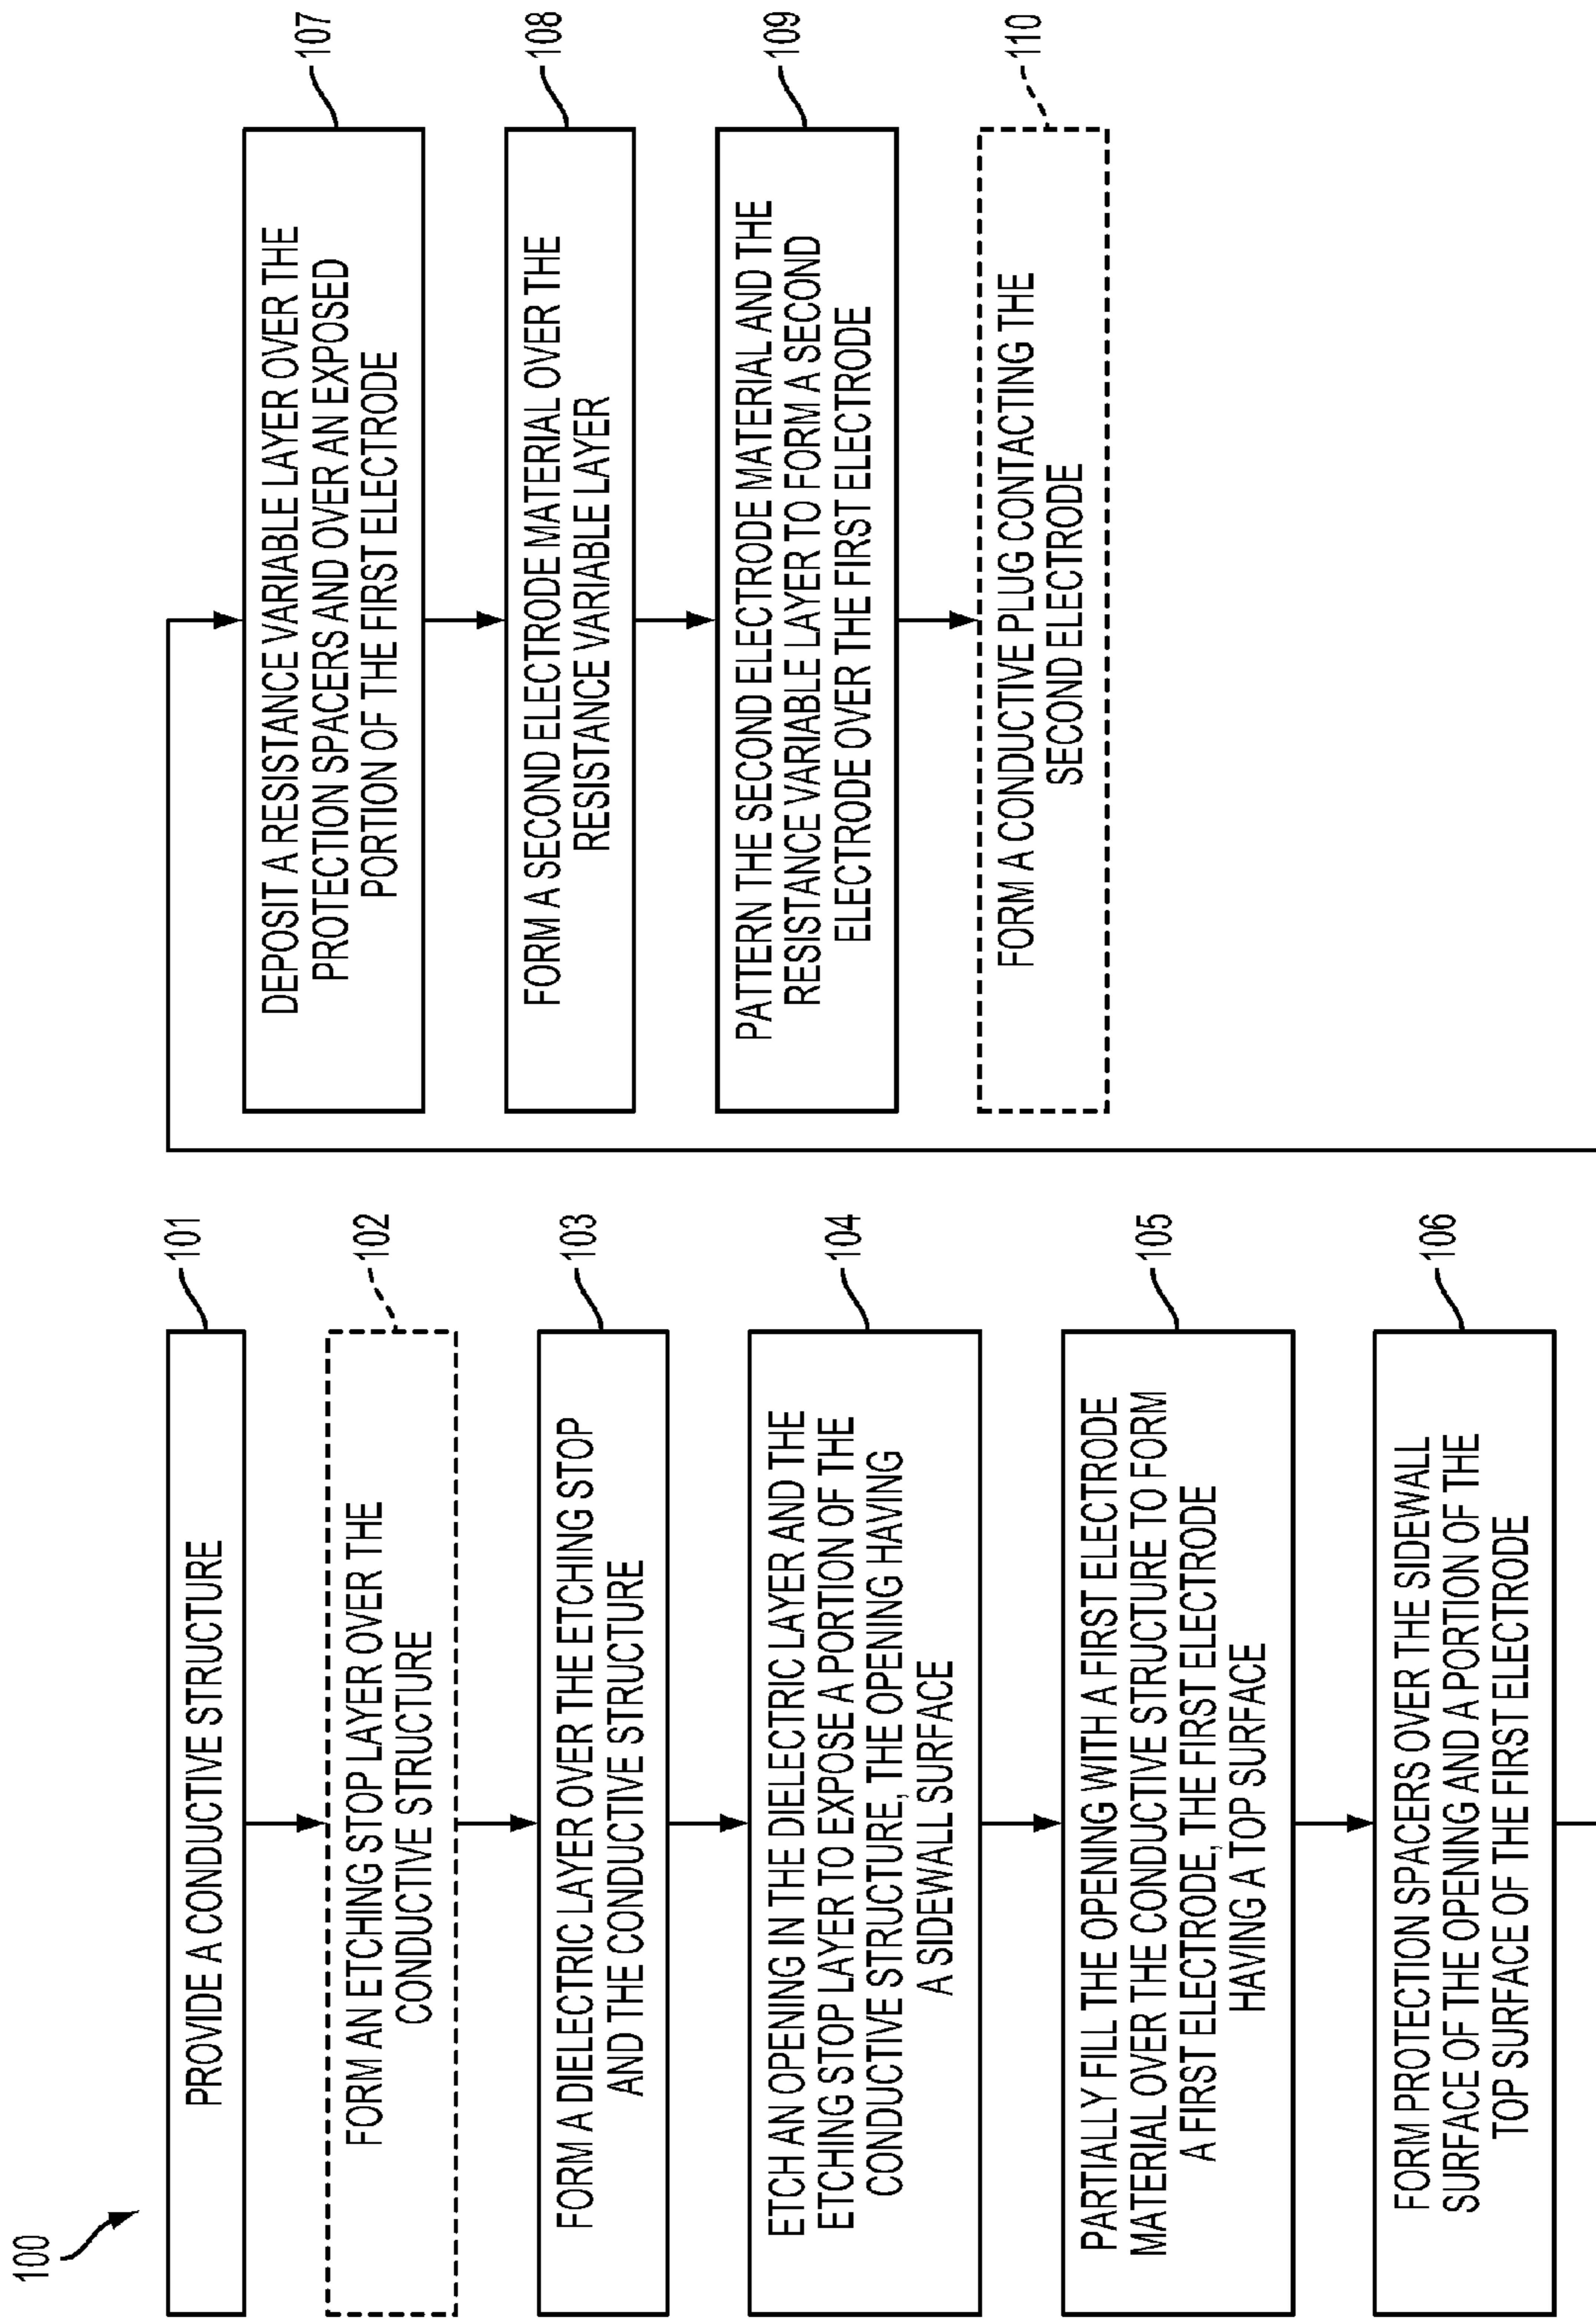 100
PROVIDE A CONDUCTIVE STRUCTURE
101
FORM AN ETCHING STOP LAYER OVER THE
CONDUCTIVE STRUCTURE
102
FORM A DIELECTRIC LAYER OVER THE ETCHING STOP
AND THE CONDUCTIVE STRUCTURE
103
ETCH AN OPENING IN THE DIELECTRIC LAYER AND THE
ETCHING STOP LAYER TO EXPOSE A PORTION OF THE
CONDUCTIVE STRUCTURE, THE OPENING HAVING
A SIDEWALL SURFACE
104
PARTIALLY FILL THE OPENING WITH A FIRST ELECTRODE
MATERIAL OVER THE CONDUCTIVE STRUCTURE TO FORM
A FIRST ELECTRODE, THE FIRST ELECTRODE
HAVING A TOP SURFACE
105
FORM PROTECTION SPACERS OVER THE SIDEWALL
SURFACE OF THE OPENING AND A PORTION OF THE
TOP SURFACE OF THE FIRST ELECTRODE
106
DEPOSIT A RESISTANCE VARIABLE LAYER OVER THE
PROTECTION SPACERS AND OVER AN EXPOSED
PORTION OF THE FIRST ELECTRODE
107
FORM A SECOND ELECTRODE MATERIAL OVER THE
RESISTANCE VARIABLE LAYER
108
PATTERN THE SECOND ELECTRODE MATERIAL AND THE
RESISTANCE VARIABLE LAYER TO FORM A SECOND
ELECTRODE OVER THE FIRST ELECTRODE
109
FORM A CONDUCTIVE PLUG CONTACTING THE
SECOND ELECTRODE
110